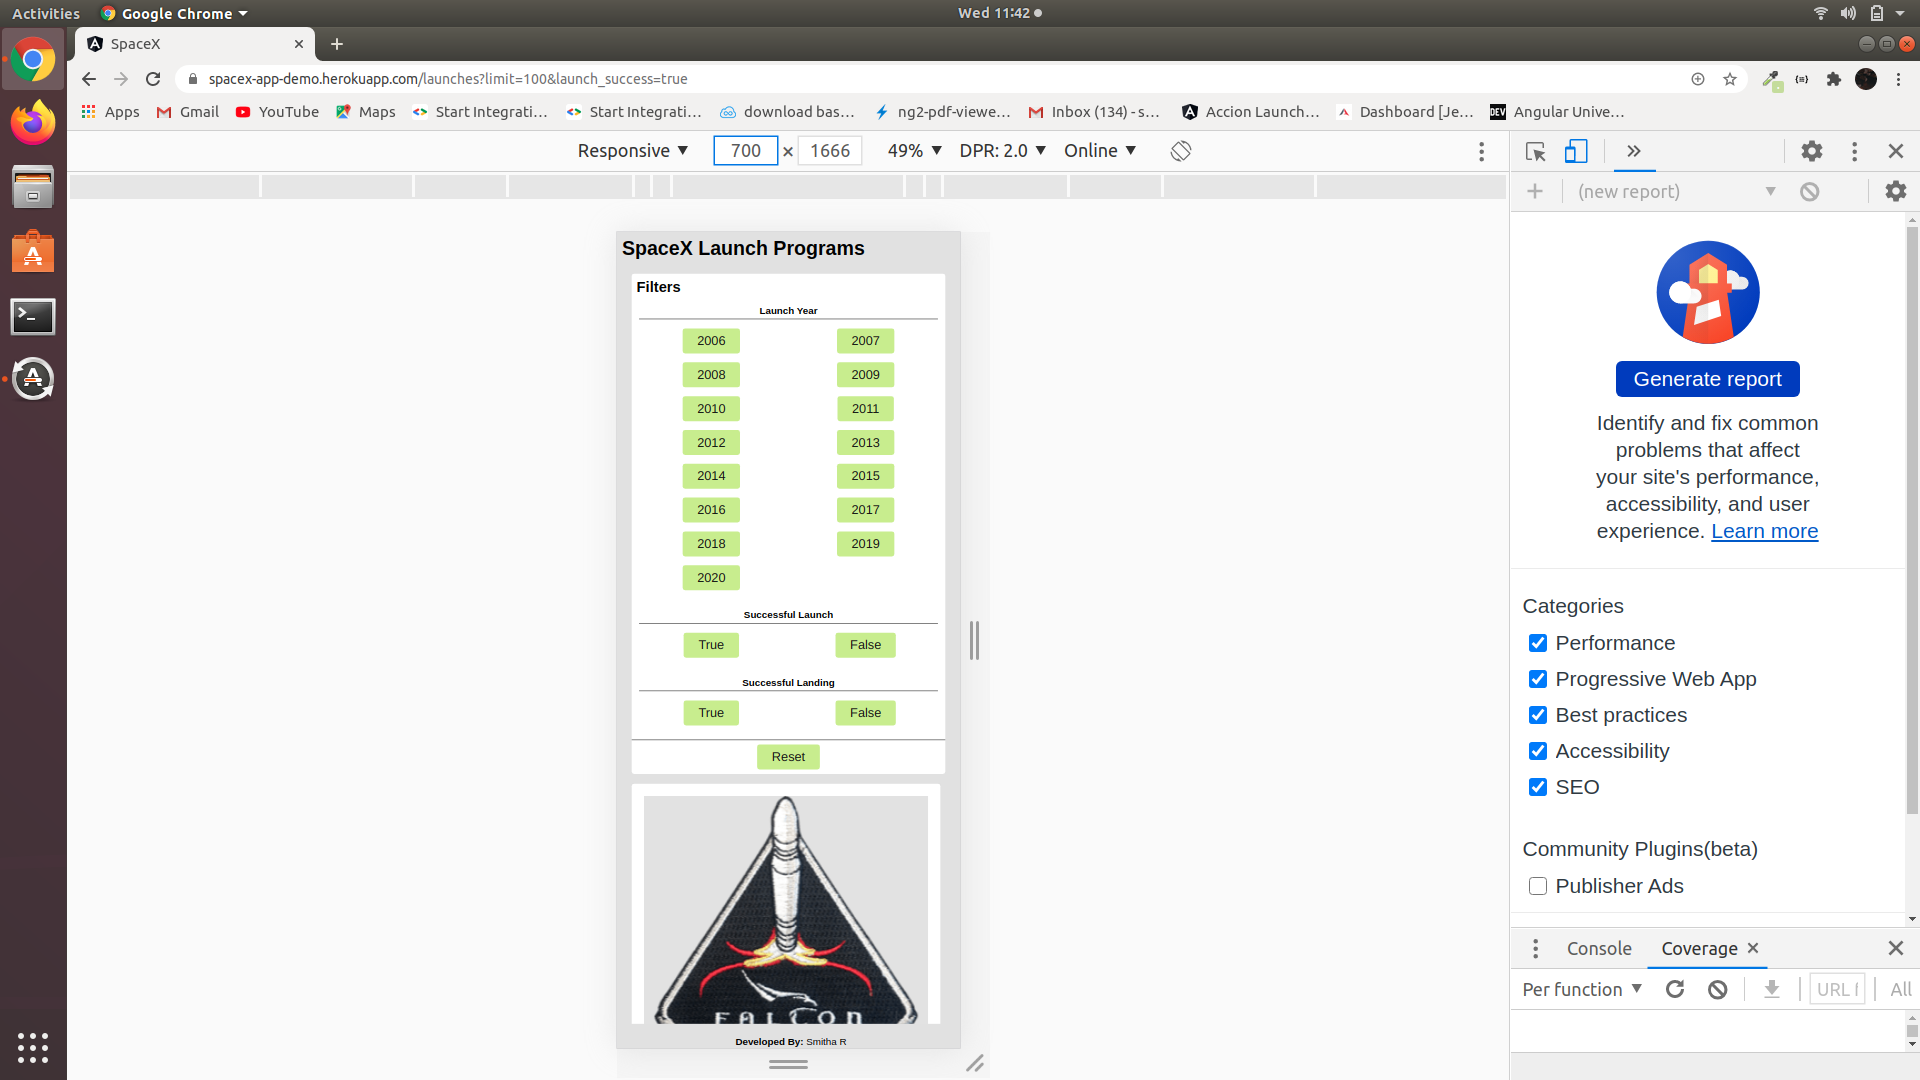 Activities
Google Chrome
Wed 11:42
SpaceX
spacex-app-demo.herokuapp.com/launches?limit=100&launch_success=true
Apps
Gmail
YouTube
Maps
Start Integrati...
Start Integrati...
download bas...
ng2-pdf-viewe...
Inbox (134) - s...
Accion Launch...
Dashboard [Je...
DEV
Angular Unive...
Responsive
700
×
1666
49%
DPR: 2.0
Online
(new report)
SpaceX Launch Programs
Filters
Launch Year
2006
2007
2008
2009
2010
2011
2012
2013
2014
2015
2016
2017
2018
2019
2020
Successful Launch
True
False
Successful Landing
True
False
Reset
FALCON
Developed By: Smitha R
Generate report
Identify and fix common
problems that affect
your site's performance,
accessibility, and user
experience. Learn more
Categories
Performance
Progressive Web App
Best practices
Accessibility
SEO
Community Plugins(beta)
Publisher Ads
Console
Coverage
Per function
URL f
All